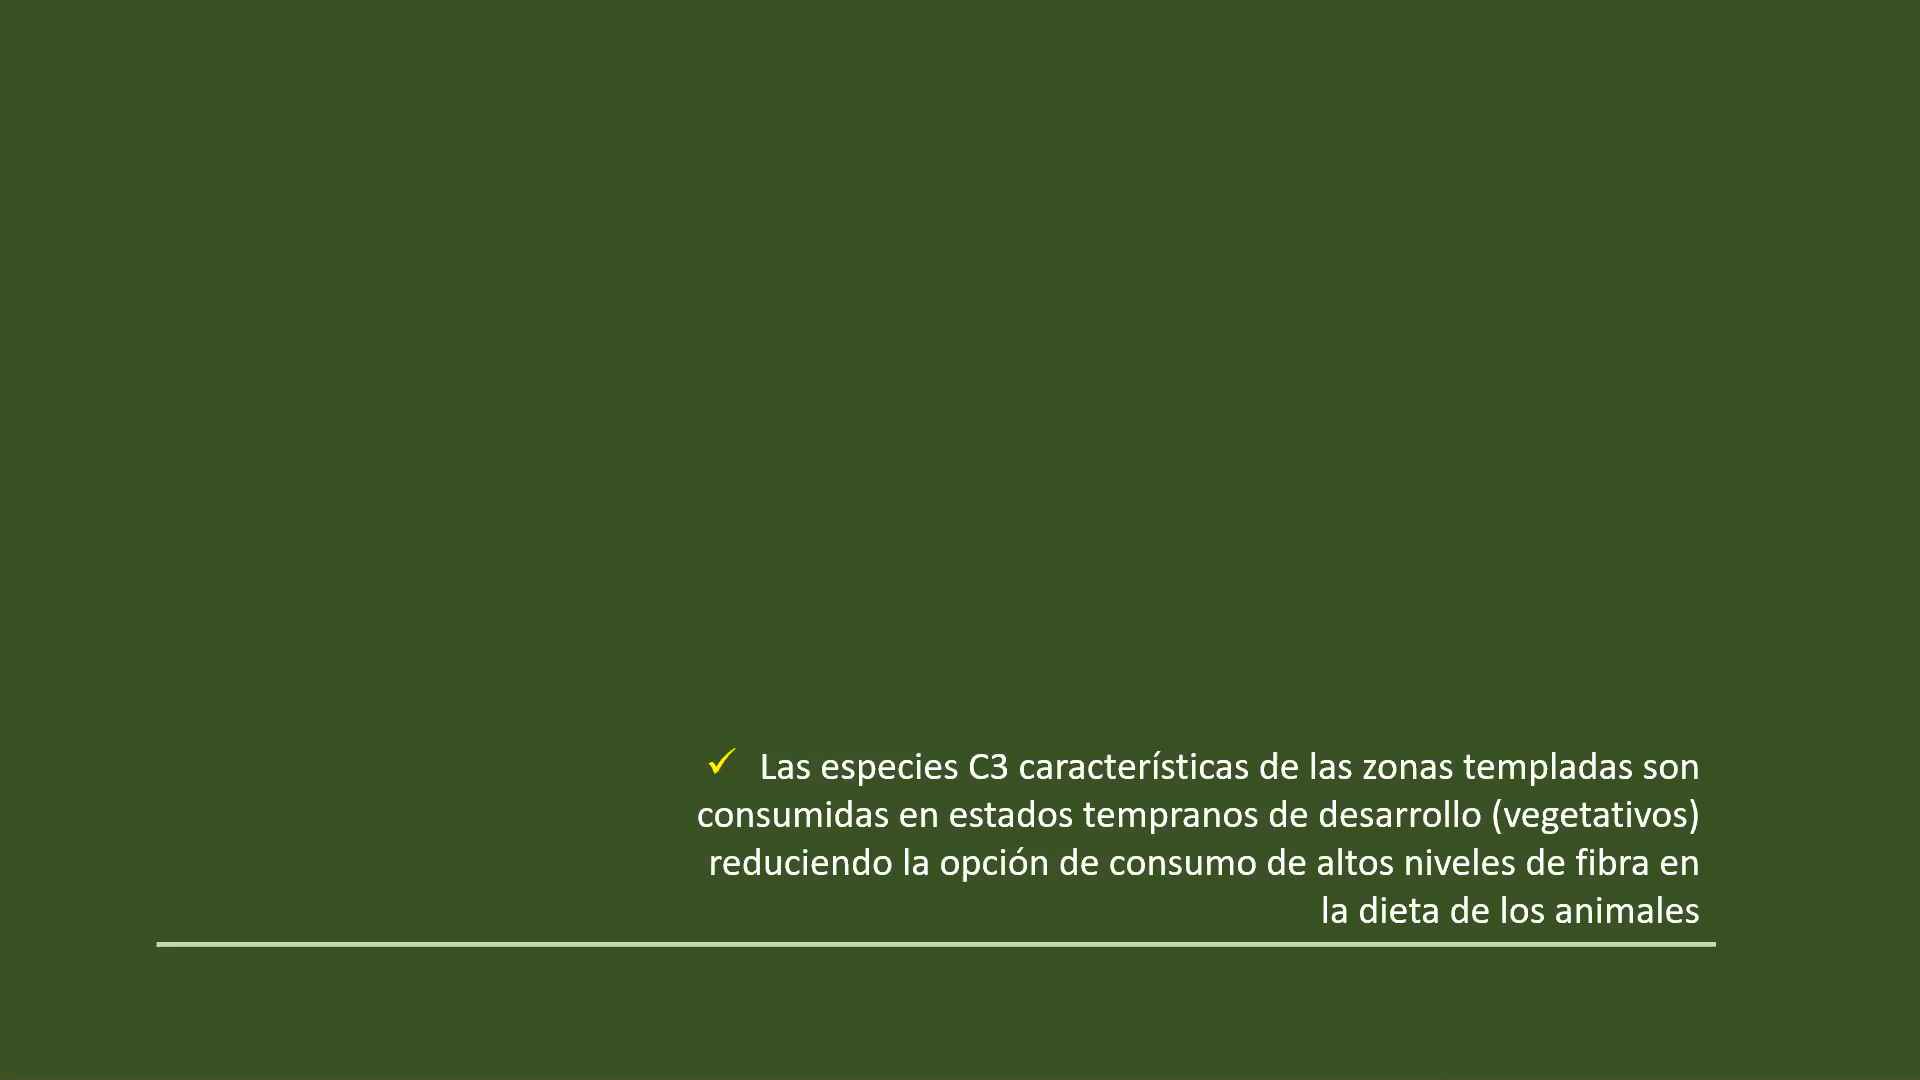 ✓ Las especies C3 características de las zonas templadas son
consumidas en estados tempranos de desarrollo (vegetativos)
reduciendo la opción de consumo de altos niveles de fibra en
la dieta de los animales